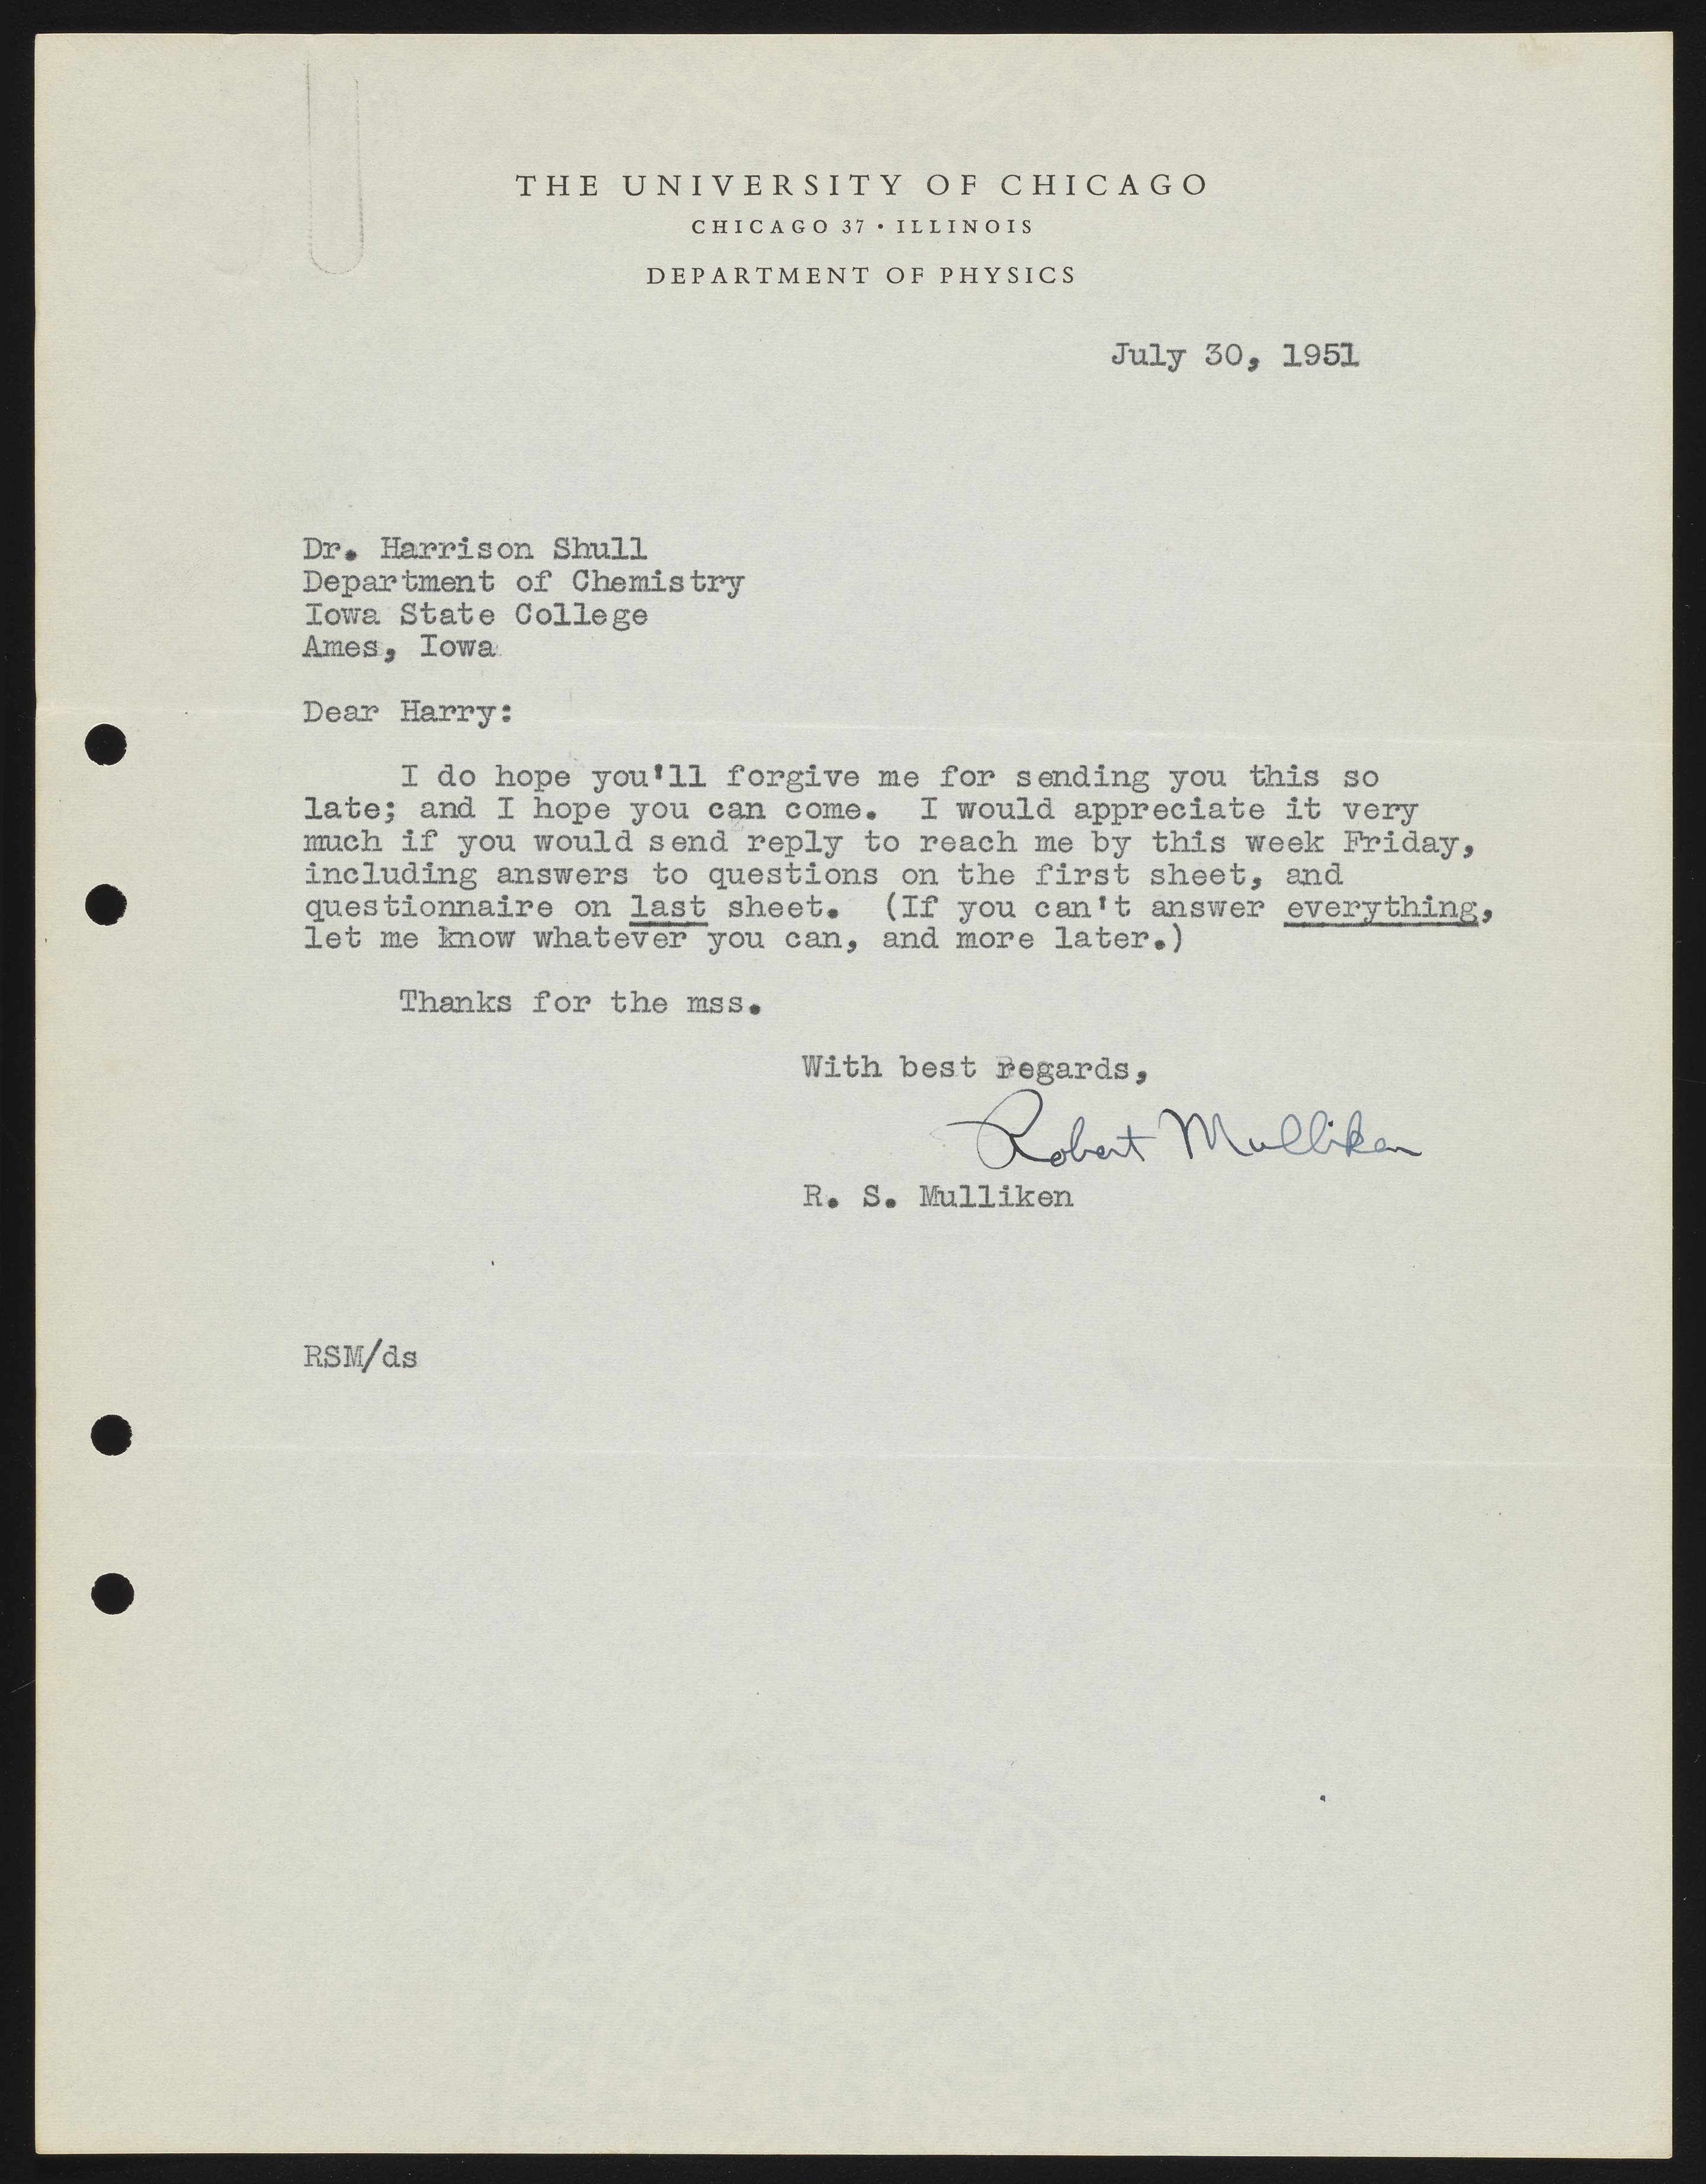 THE UNIVERSITY OF CHICAGO
CHICAGO 37 • ILLINOIS
DEPARTMENT OF PHYSICS
July 30, 1951
Dr. Harrison Shull
Department of Chemistry
Iowa State College
Ames, Iowa
Dear Harry:
I do hope you'll forgive me for sending you this so
late; and I hope you can come. I would appreciate it very
much if you would send reply to reach me by this week Friday,
including answers to questions on the first sheet, and
questionnaire on last sheet. (If you can't answer everything,
let me know whatever you can, and more later.)
Thanks for the mss.
With best regards,
Robert Mulliken
R. S. Mulliken
RSM/ds